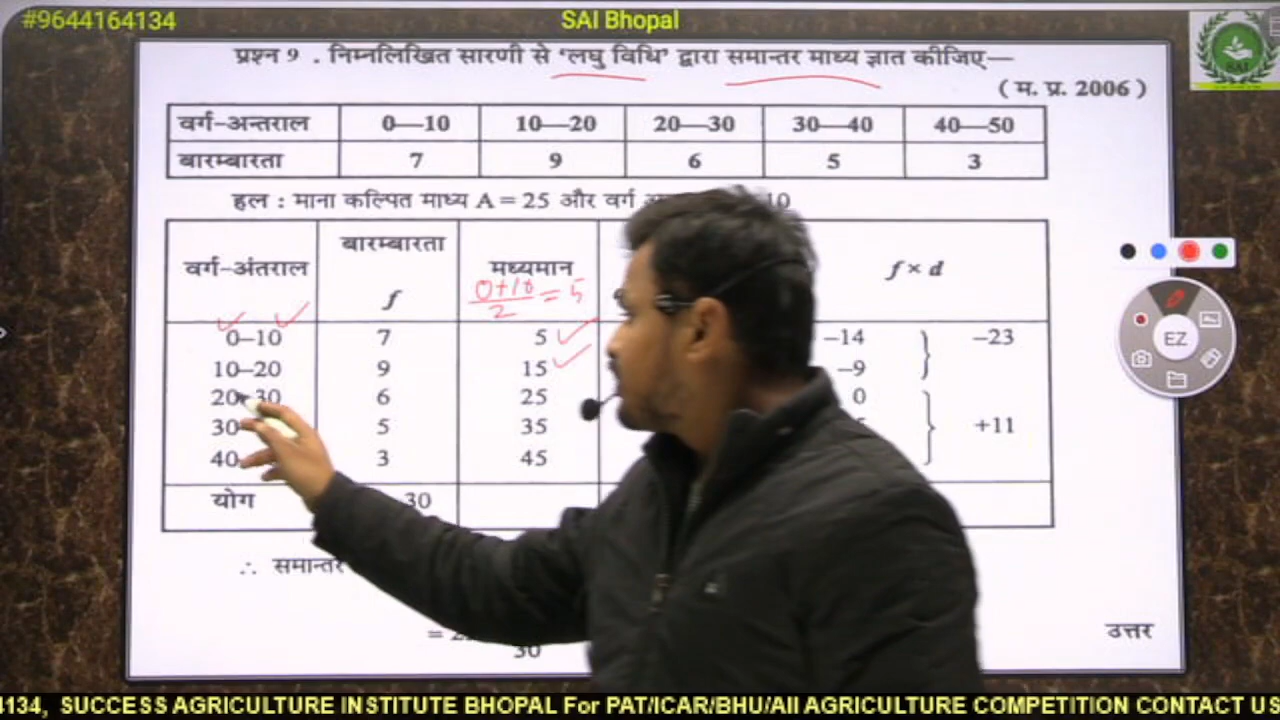 #9644164134
SAI Bhopal
प्रश्न 9 . निम्नलिखित सारणी से ‘लघु विधि’ द्वारा समान्तर माध्य ज्ञात कीजिए—
( म. प्र. 2006 )
वर्ग-अन्तराल 0—10 10—20 20—30 30—40 40—50
बारम्बारता 7 9 6 5 3
हल : माना कल्पित माध्य A = 25 और वर्ग 10
वर्ग-अंतराल बारम्बारता f मध्यमान f × d
0+10/2 = 5
0–10 7 5 –14 –23
10–20 9 15 –9
20–30 6 25 0
30 5 35 +11
40 3 45
योग 30
∴ समान्तर
=
30
उत्तर
EZ
4134, SUCCESS AGRICULTURE INSTITUTE BHOPAL For PAT/ICAR/BHU/All AGRICULTURE COMPETITION CONTACT US